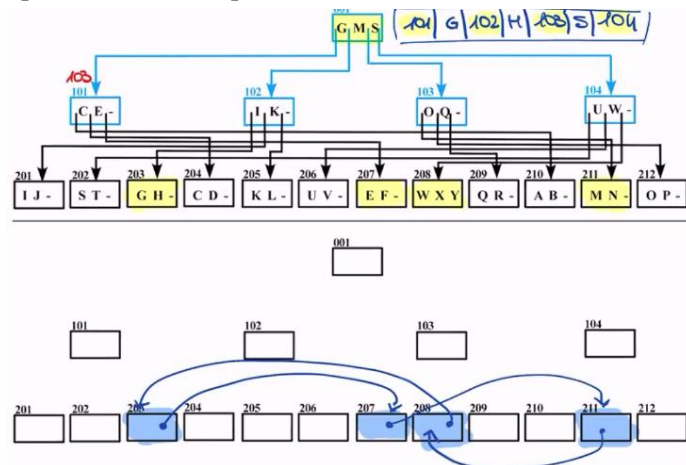 001
G M S
101 | G | 102 | H | 103 | S | 104
103
101 102 103 104
C E - I K - O Q - U W -
201 202 203 204 205 206 207 208 209 210 211 212
I J - S T - G H - C D - K L - U V - E F - W X Y Q R - A B - M N - O P -
001
101 102 103 104
201 202 203 204 205 206 207 208 209 210 211 212